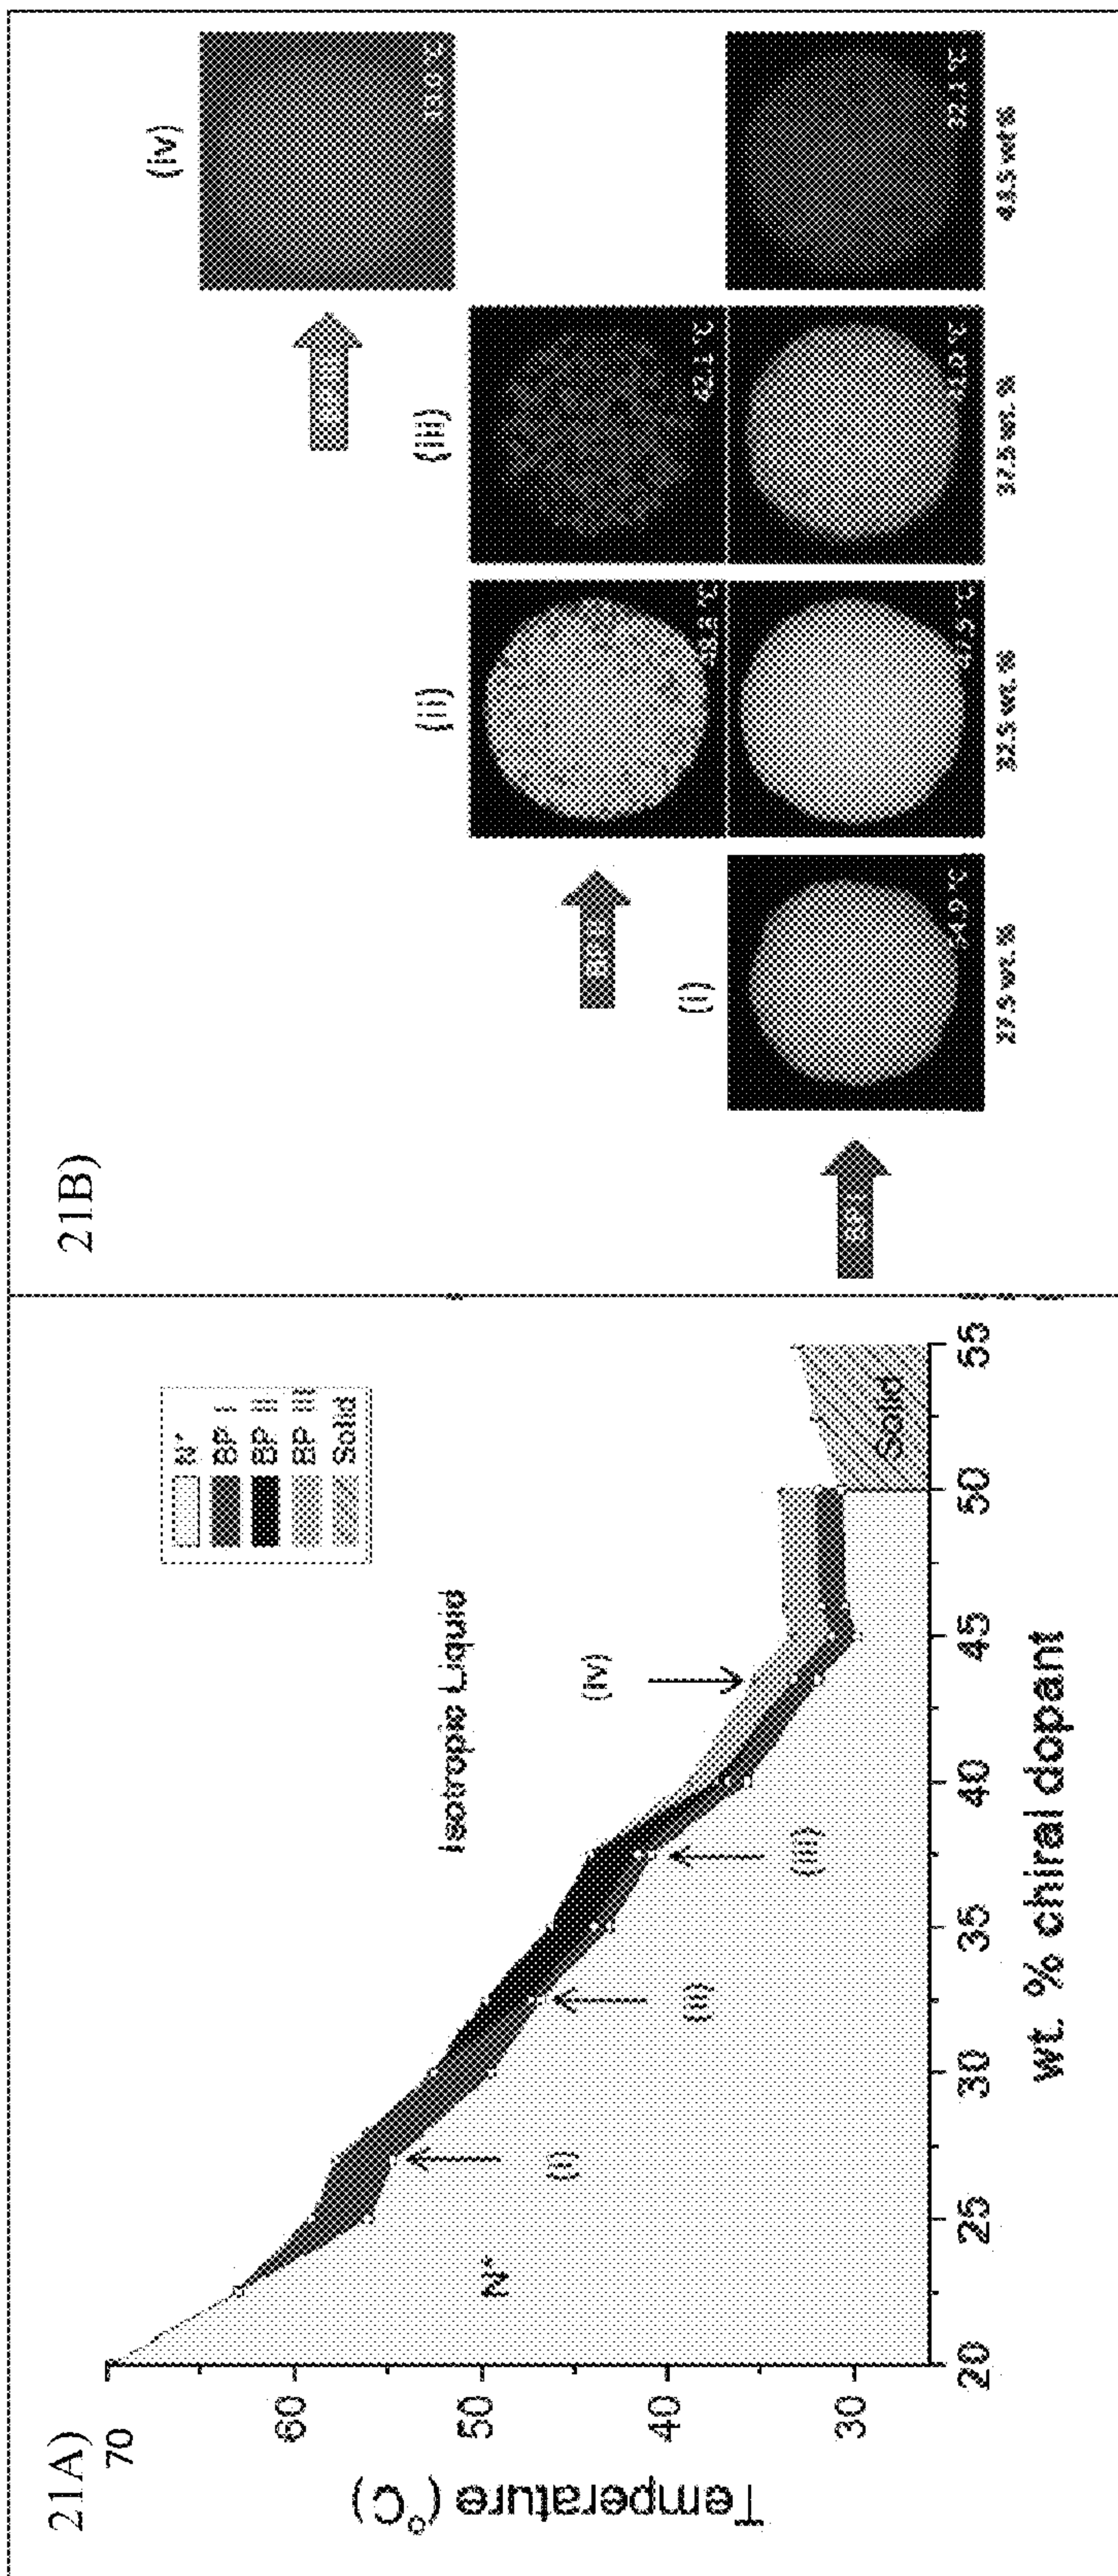 21A)
Temperature (°C)
70
60
50
40
30
20
25
30
35
40
45
50
55
wt. % chiral dopant
N*
BP I
BP II
BP III
Solid
Isotropic Liquid
N*
Solid
(i)
(ii)
(iii)
(iv)
21B)
(i)
(ii)
(iii)
(iv)
27.5 wt. %
32.5 wt. %
37.5 wt. %
43.5 wt %